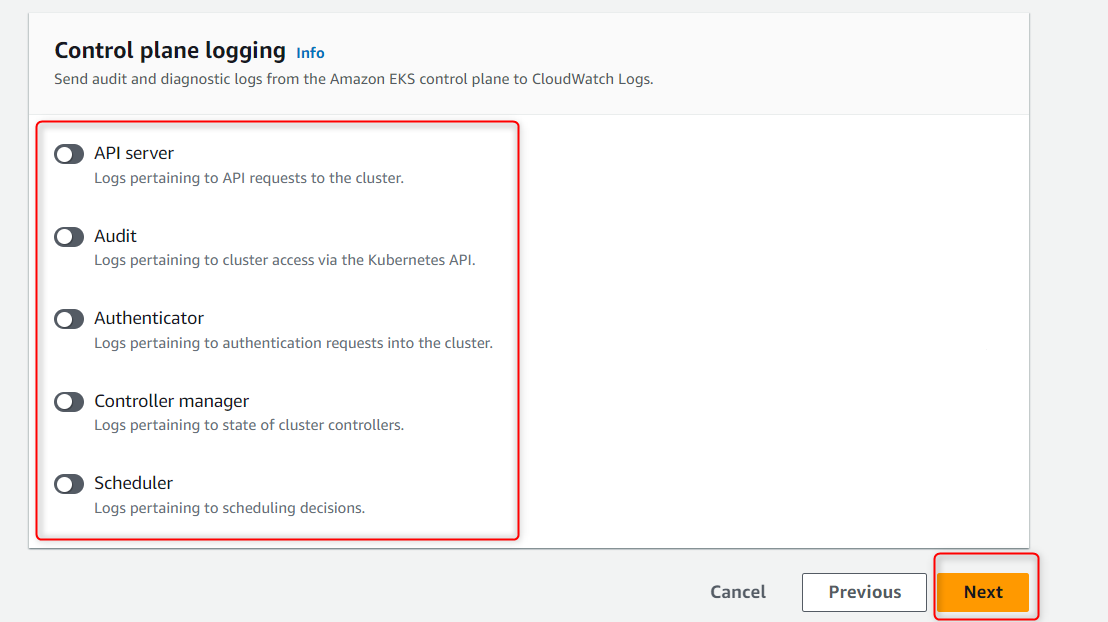 Control plane logging Info
Send audit and diagnostic logs from the Amazon EKS control plane to CloudWatch Logs.
API server
Logs pertaining to API requests to the cluster.
Audit
Logs pertaining to cluster access via the Kubernetes API.
Authenticator
Logs pertaining to authentication requests into the cluster.
Controller manager
Logs pertaining to state of cluster controllers.
Scheduler
Logs pertaining to scheduling decisions.
Cancel Previous Next